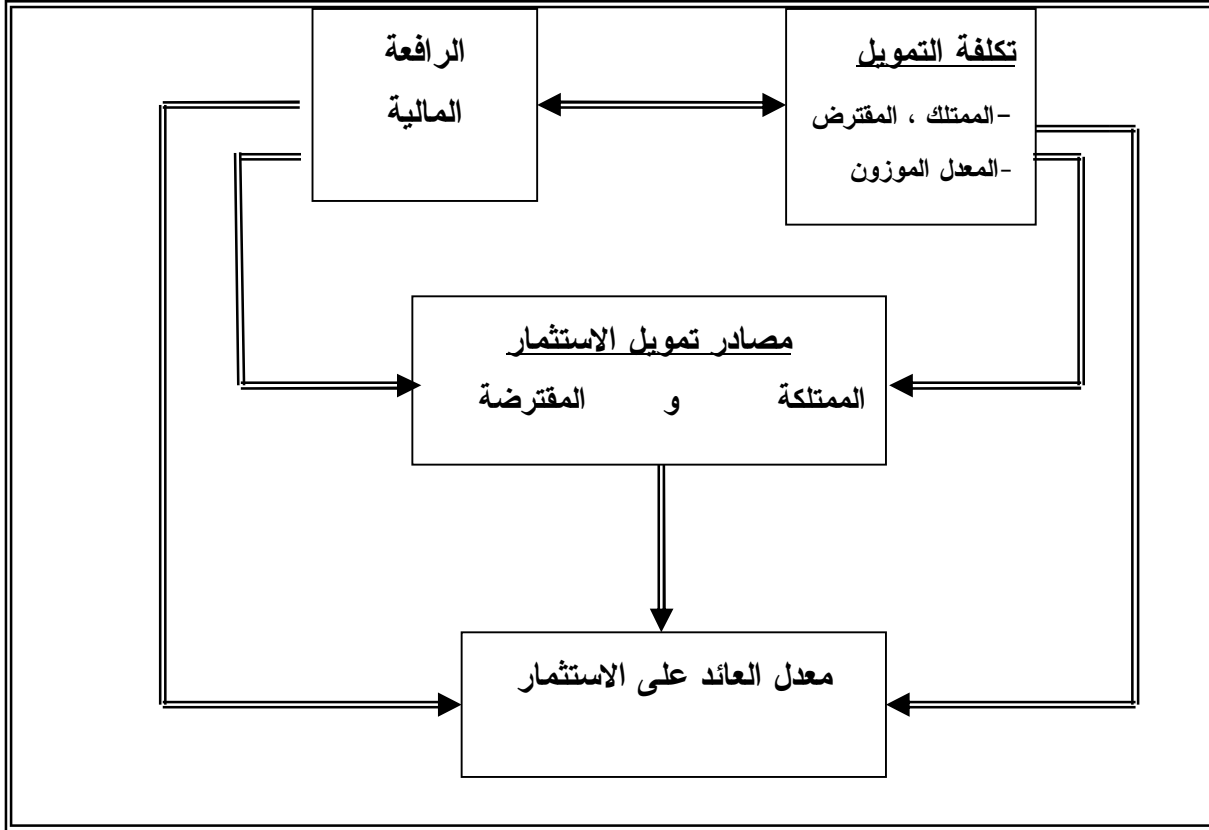 تكلفة التمويل
-الممتلك ، المقترض
-المعدل الموزون
الرافعة
المالية
مصادر تمويل الاستثمار
الممتلكة و المقترضة
معدل العائد على الاستثمار